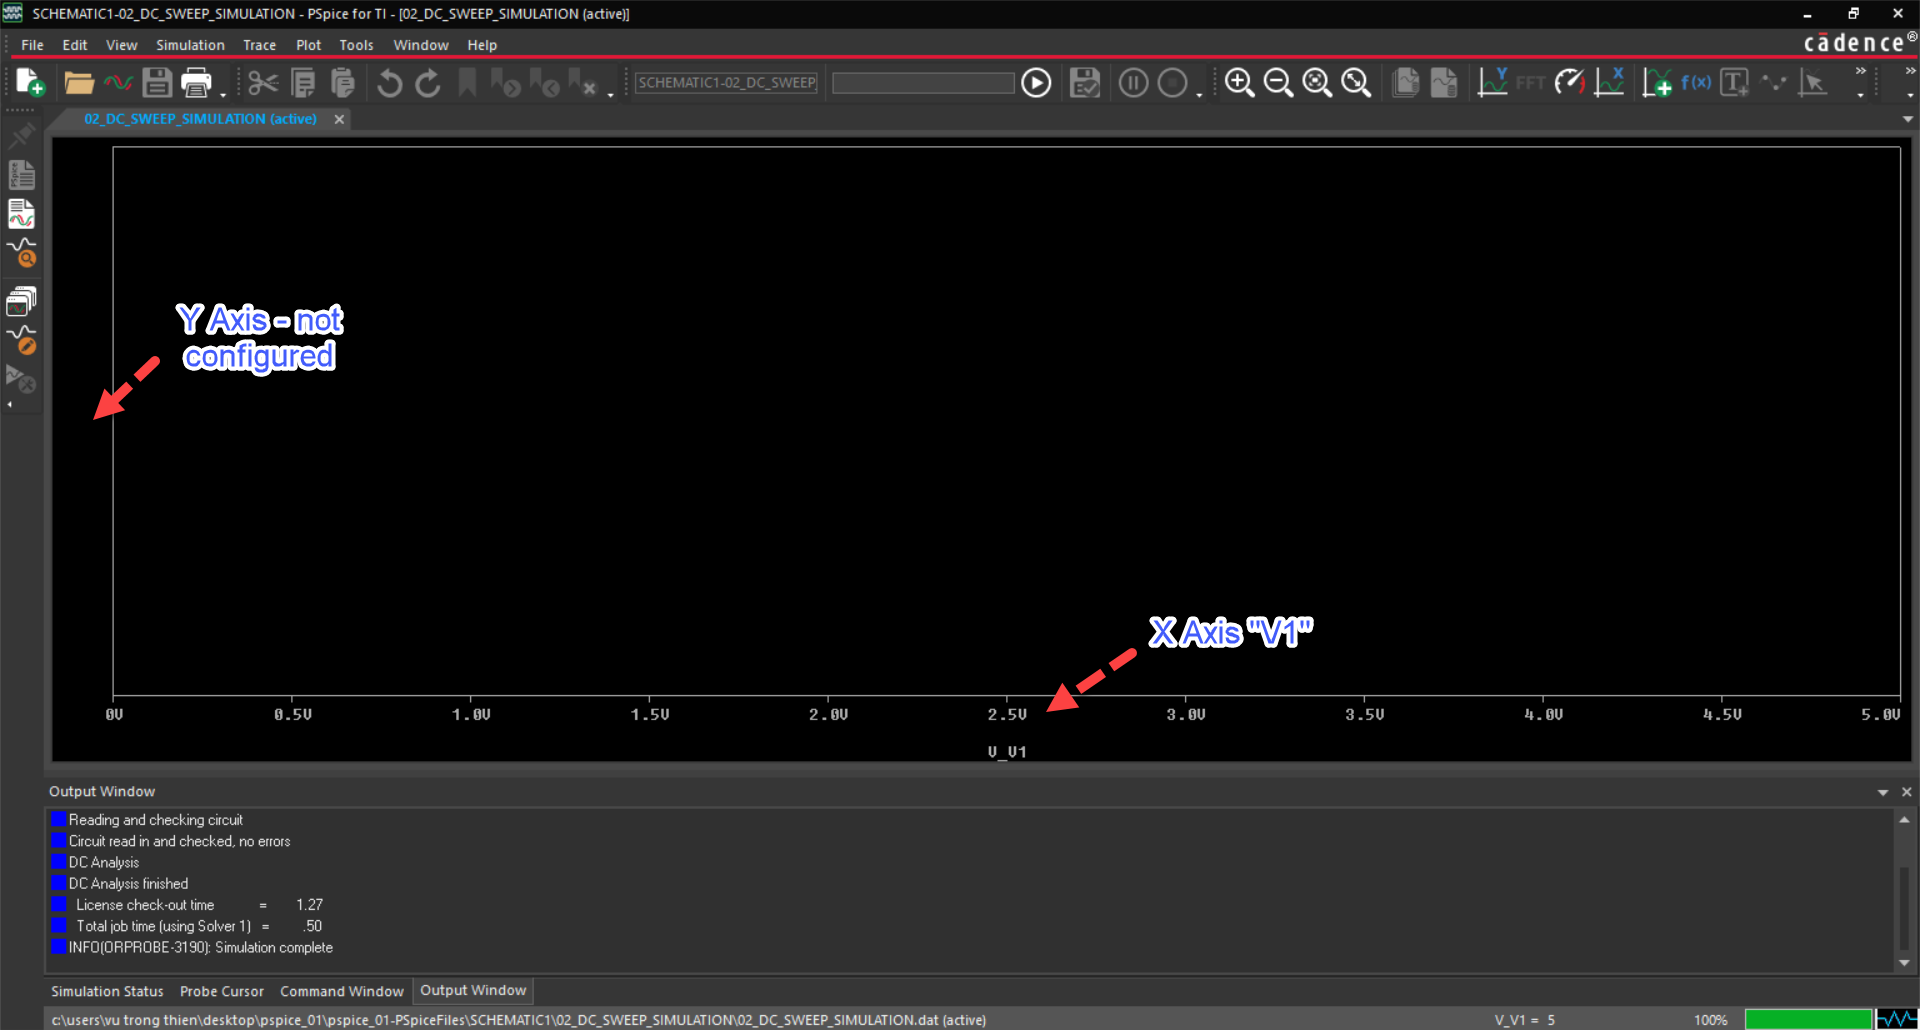 SCHEMATIC1-02_DC_SWEEP_SIMULATION - PSpice for TI - [02_DC_SWEEP_SIMULATION (active)]
File Edit View Simulation Trace Plot Tools Window Help
cādence®
SCHEMATIC1-02_DC_SWEEP
Y FFT X f(x) T
02_DC_SWEEP_SIMULATION (active)
PSpice
Y Axis - not
configured
X Axis "V1"
0V 0.5V 1.0V 1.5V 2.0V 2.5V 3.0V 3.5V 4.0V 4.5V 5.0V
V_V1
Output Window
Reading and checking circuit
Circuit read in and checked, no errors
DC Analysis
DC Analysis finished
License check-out time = 1.27
Total job time (using Solver 1) = .50
INFO(ORPROBE-3190): Simulation complete
Simulation Status Probe Cursor Command Window Output Window
c:\users\vu trong thien\desktop\pspice_01\pspice_01-PSpiceFiles\SCHEMATIC1\02_DC_SWEEP_SIMULATION\02_DC_SWEEP_SIMULATION.dat (active) V_V1 = 5 100%